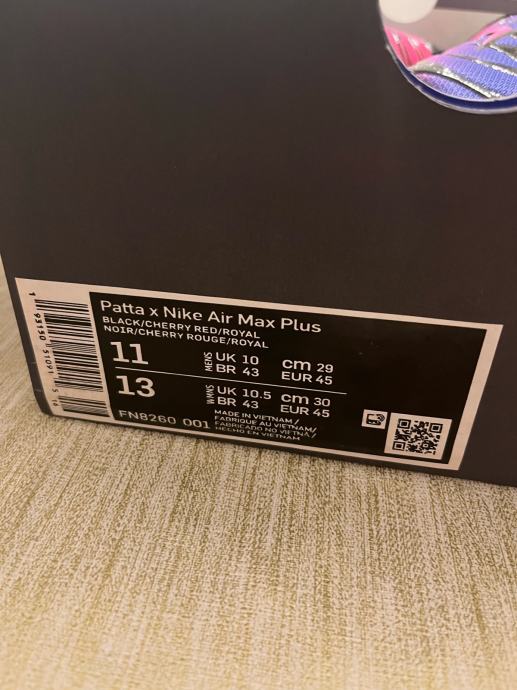 Patta x Nike Air Max Plus
BLACK/CHERRY RED/ROYAL
NOIR/CHERRY ROUGE/ROYAL
11 MENS UK 10 cm 29
BR 43 EUR 45
13 WMNS UK 10.5 cm 30
BR 43 EUR 45
FN8260 001
MADE IN VIETNAM /
FABRIQUÉ AU VIETNAM/
FABRICADO NO VIETNÃ/
HECHO EN VIETNAM